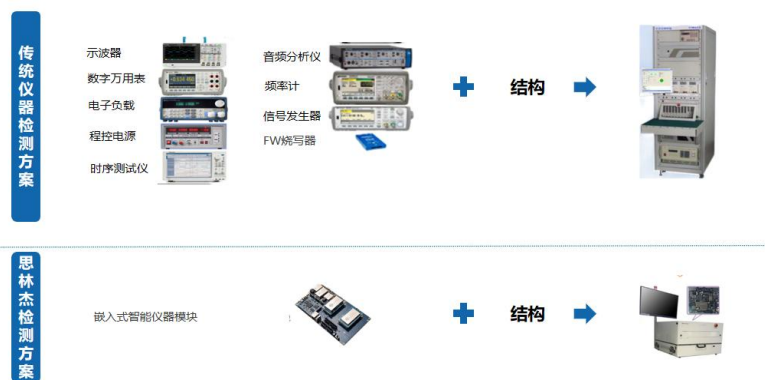 传统仪器检测方案
示波器
数字万用表
电子负载
程控电源
时序测试仪
音频分析仪
频率计
信号发生器
FW烧写器
结构
思林杰检测方案
嵌入式智能仪器模块
结构